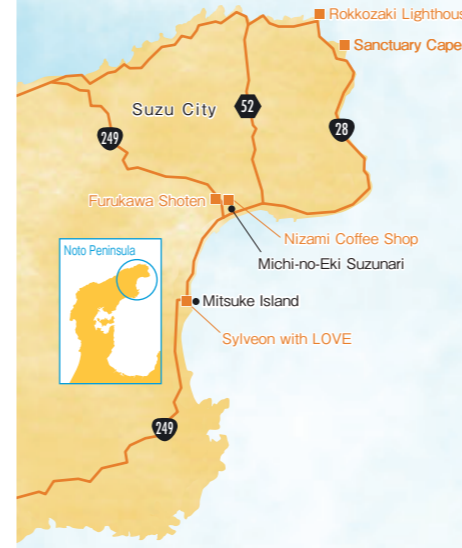 Rokkozaki Lighthous
Sanctuary Cape
52
Suzu City
28
249
Furukawa Shoten
Nizami Coffee Shop
Noto Peninsula
Michi-no-Eki Suzunari
Mitsuke Island
Sylveon with LOVE
249